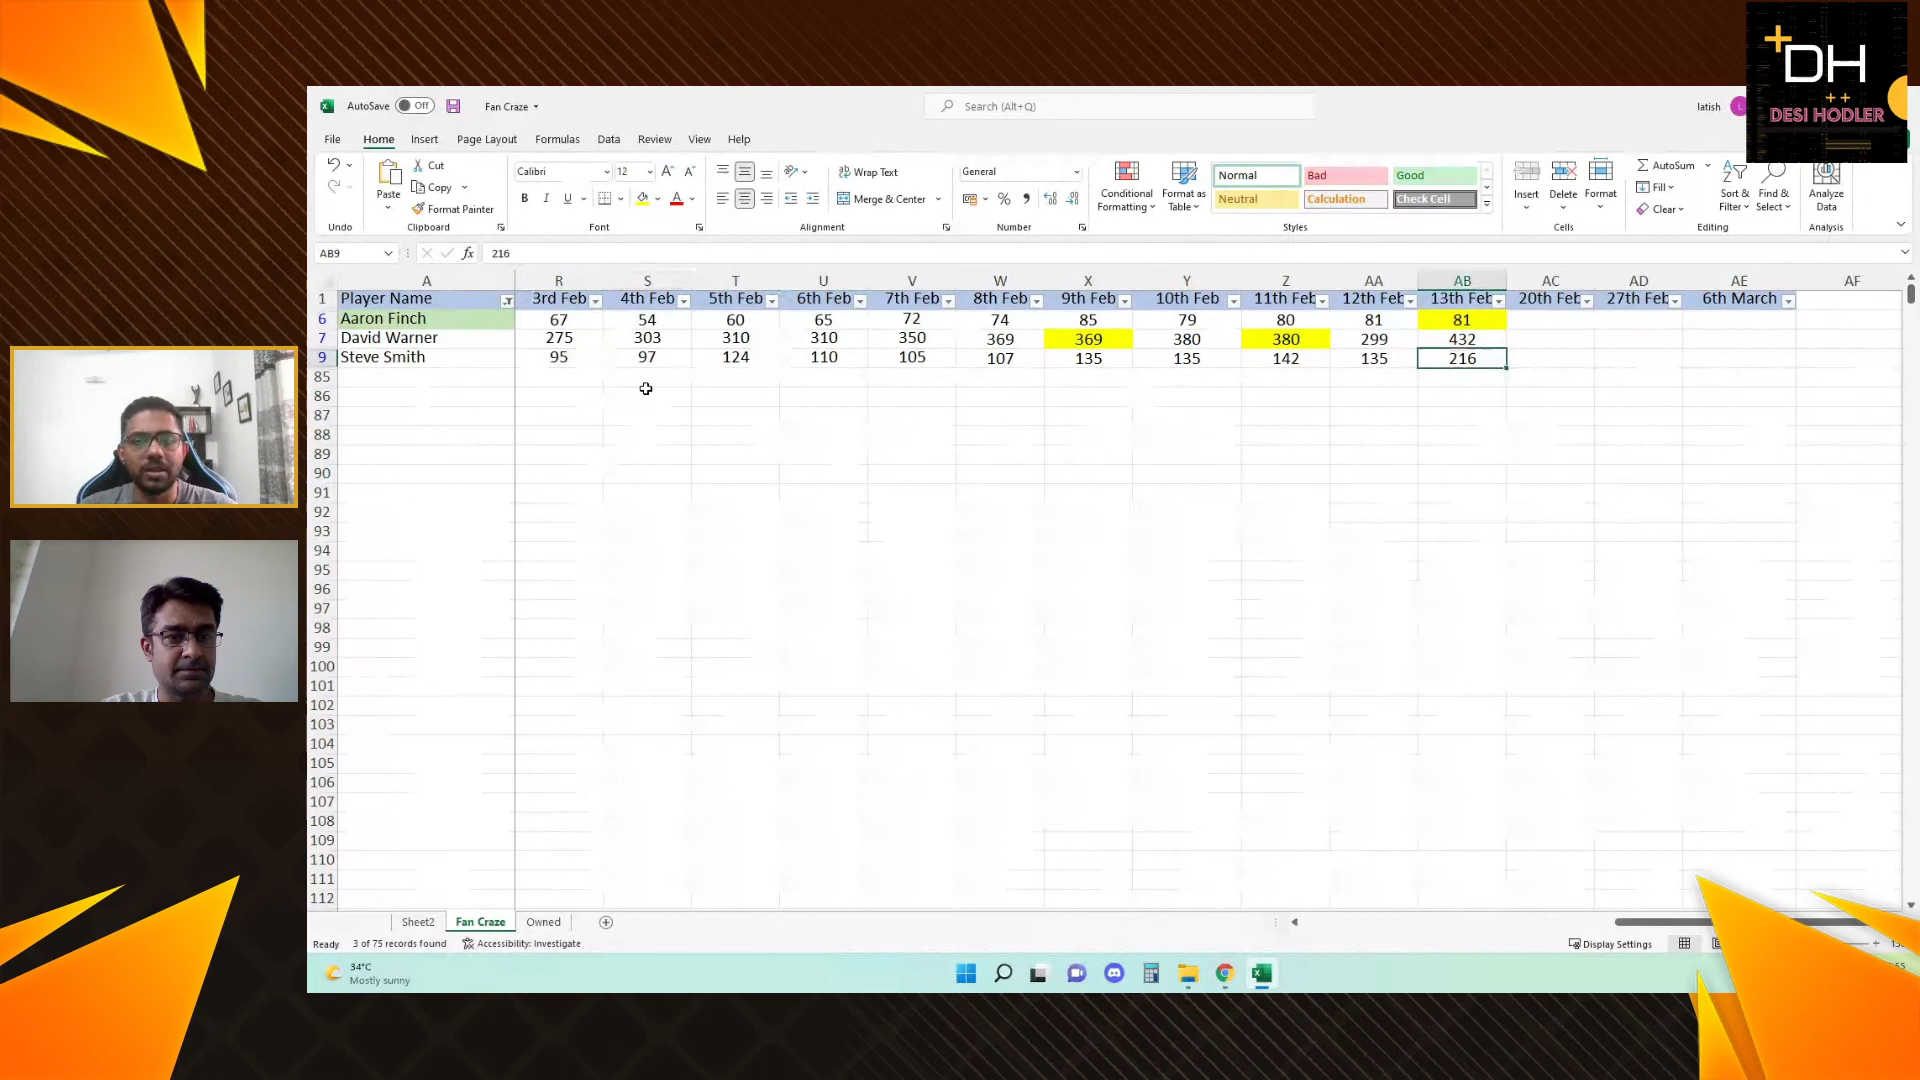 DH
DESI HODLER
AutoSave Off Fan Craze Search (Alt+Q) latish L
File Home Insert Page Layout Formulas Data Review View Help
Paste Cut Copy Format Painter
Calibri 12
B I U A
Wrap Text
Merge & Center
General
Conditional Formatting
Format as Table
Normal Bad Good
Neutral Calculation Check Cell
Insert Delete Format
AutoSum
Fill
Clear
Sort & Filter
Find & Select
Analyze Data
Undo Clipboard Font Alignment Number Styles Cells Editing Analysis
AB9 fx 216
A R S T U V W X Y Z AA AB AC AD AE AF
1 Player Name 3rd Feb 4th Feb 5th Feb 6th Feb 7th Feb 8th Feb 9th Feb 10th Feb 11th Feb 12th Feb 13th Feb 20th Feb 27th Feb 6th March
6 Aaron Finch 67 54 60 65 72 74 85 79 80 81 81
7 David Warner 275 303 310 310 350 369 369 380 380 299 432
9 Steve Smith 95 97 124 110 105 107 135 135 142 135 216
85
86
87
88
89
90
91
92
93
94
95
96
97
98
99
100
101
102
103
104
105
106
107
108
109
110
111
112
Sheet2 Fan Craze Owned
Ready 3 of 75 records found Accessibility: Investigate Display Settings
34°C
Mostly sunny